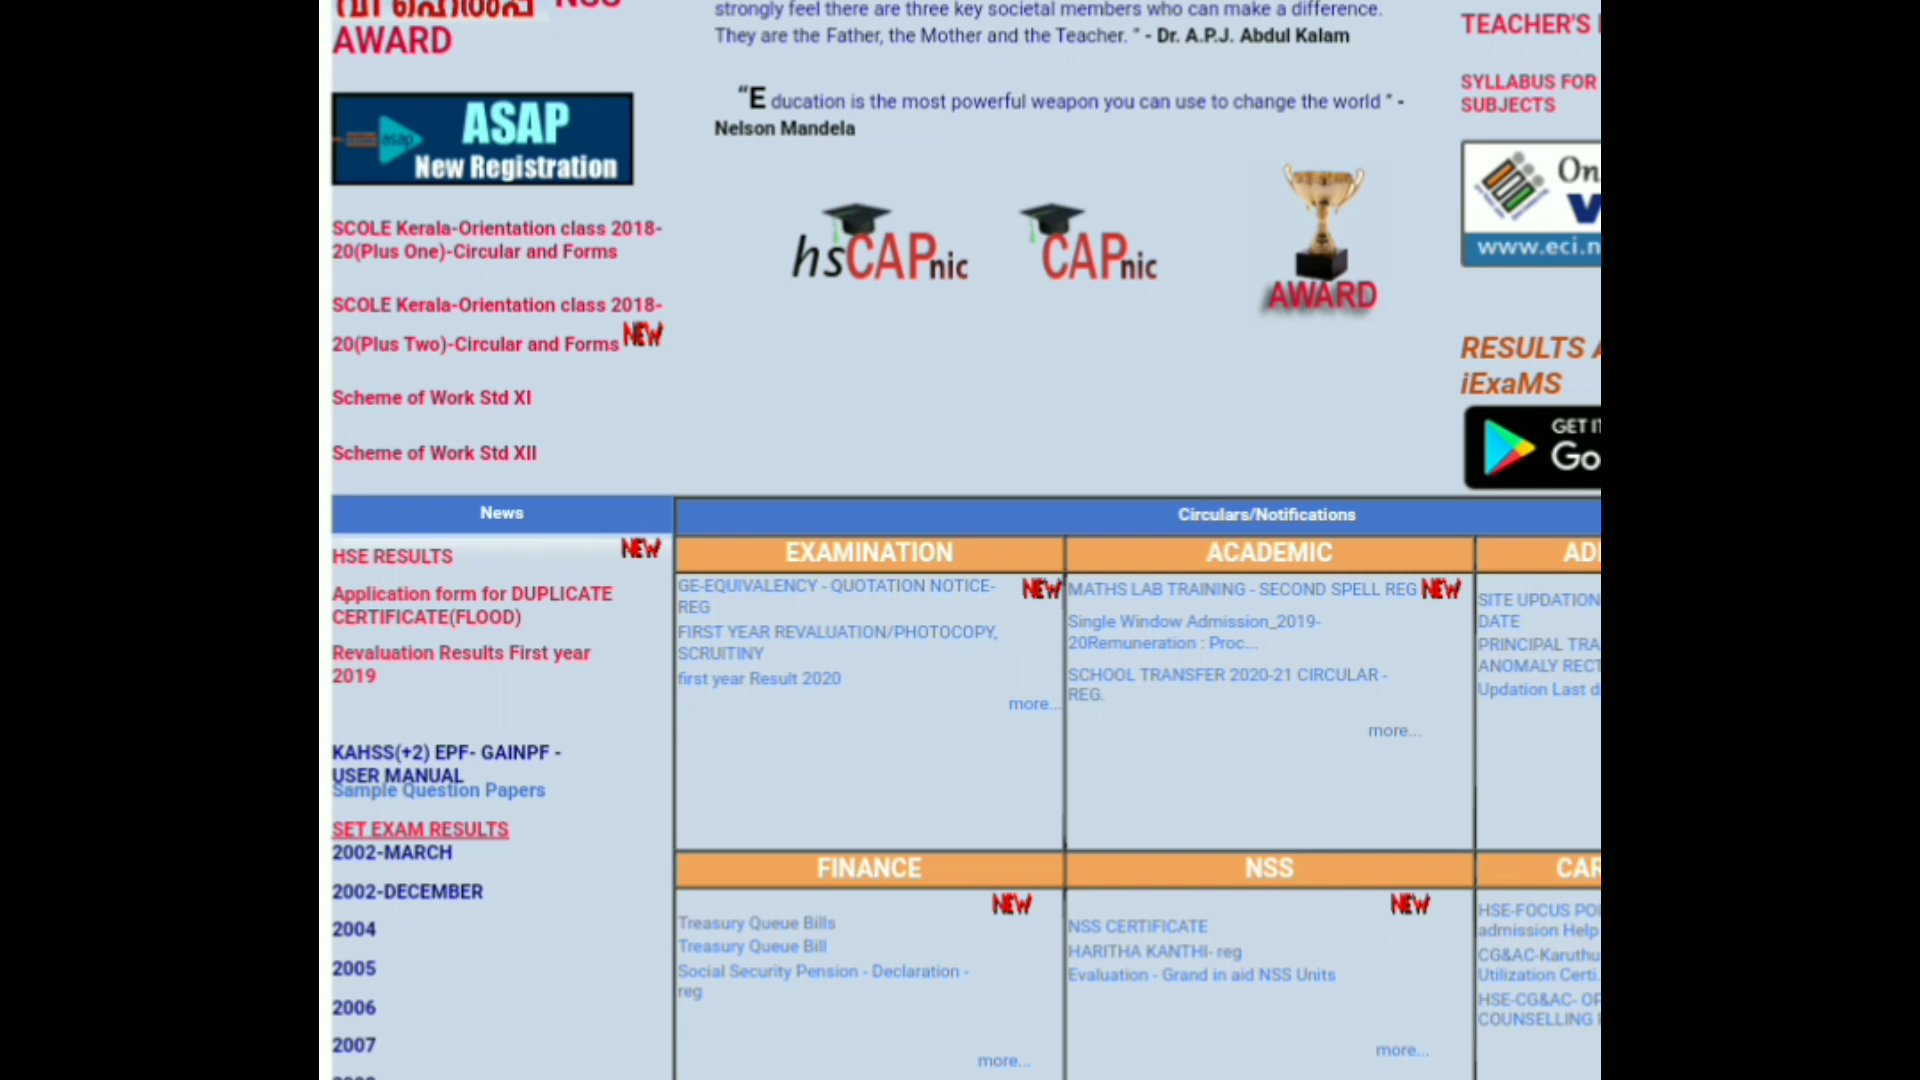 NSS
AWARD
ASAP
asap
New Registration
SCOLE Kerala-Orientation class 2018-
20(Plus One)-Circular and Forms
SCOLE Kerala-Orientation class 2018-
20(Plus Two)-Circular and Forms NEW
Scheme of Work Std XI
Scheme of Work Std XII
strongly feel there are three key societal members who can make a difference.
They are the Father, the Mother and the Teacher. " - Dr. A.P.J. Abdul Kalam
"E ducation is the most powerful weapon you can use to change the world " -
Nelson Mandela
hsCAPnic
CAPnic
AWARD
TEACHER'S
SYLLABUS FOR
SUBJECTS
On
www.eci.n
RESULTS A
iExaMS
GET IT
Go
News
HSE RESULTS NEW
Application form for DUPLICATE
CERTIFICATE(FLOOD)
Revaluation Results First year
2019
KAHSS(+2) EPF- GAINPF -
USER MANUAL
Sample Question Papers
SET EXAM RESULTS
2002-MARCH
2002-DECEMBER
2004
2005
2006
2007
Circulars/Notifications
EXAMINATION
GE-EQUIVALENCY - QUOTATION NOTICE- NEW
REG
FIRST YEAR REVALUATION/PHOTOCOPY,
SCRUTINY
first year Result 2020
more...
ACADEMIC
MATHS LAB TRAINING - SECOND SPELL REG NEW
Single Window Admission_2019-
20Remuneration : Proc...
SCHOOL TRANSFER 2020-21 CIRCULAR -
REG.
more...
AD
SITE UPDATION
DATE
PRINCIPAL TRA
ANOMALY RECT
Updation Last d
FINANCE
NEW
Treasury Queue Bills
Treasury Queue Bill
Social Security Pension - Declaration -
reg
more...
NSS
NEW
NSS CERTIFICATE
HARITHA KANTHI- reg
Evaluation - Grand in aid NSS Units
more...
CAR
HSE-FOCUS POI
admission Help
CG&AC-Karuthu
Utilization Certi
HSE-CG&AC- OP
COUNSELLING